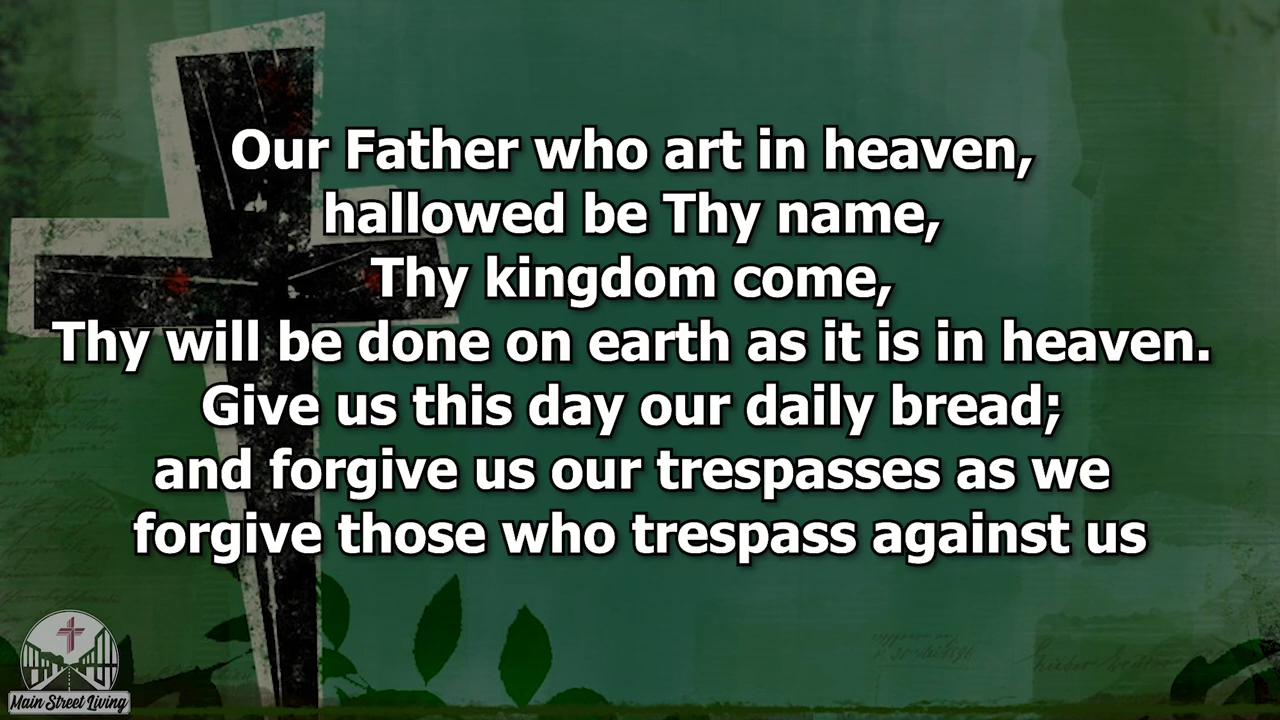 Our Father who art in heaven,
hallowed be Thy name,
Thy kingdom come,
Thy will be done on earth as it is in heaven.
Give us this day our daily bread;
and forgive us our trespasses as we
forgive those who trespass against us
Main Street Living